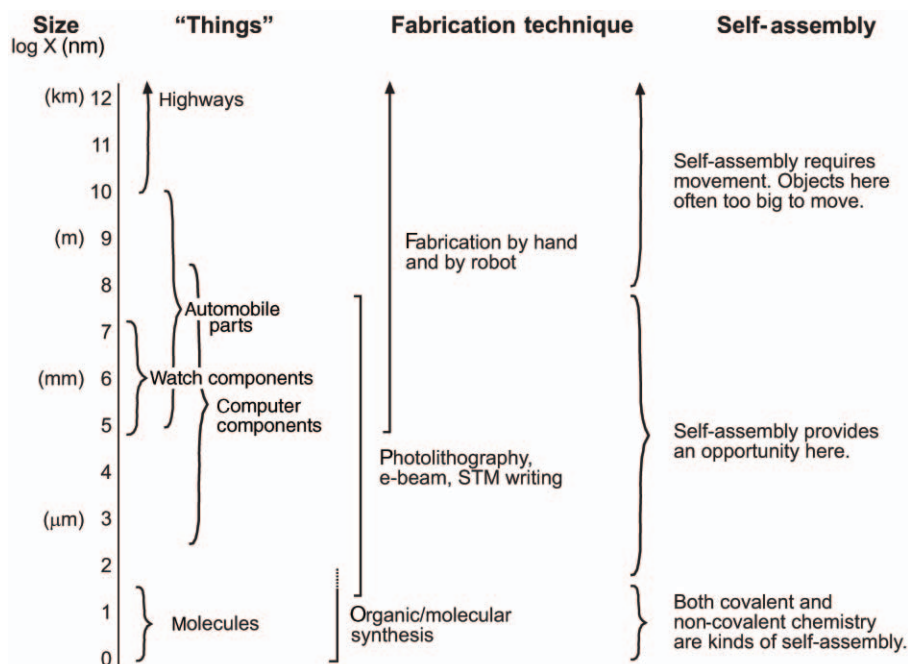 Size
log X (nm)
“Things”
Fabrication technique
Self-assembly
(km) 12
11
10
(m) 9
8
7
(mm) 6
5
4
(μm) 3
2
1
0
Highways
Automobile
parts
Watch components
Computer
components
Molecules
Fabrication by hand
and by robot
Photolithography,
e-beam, STM writing
Organic/molecular
synthesis
Self-assembly requires
movement. Objects here
often too big to move.
Self-assembly provides
an opportunity here.
Both covalent and
non-covalent chemistry
are kinds of self-assembly.